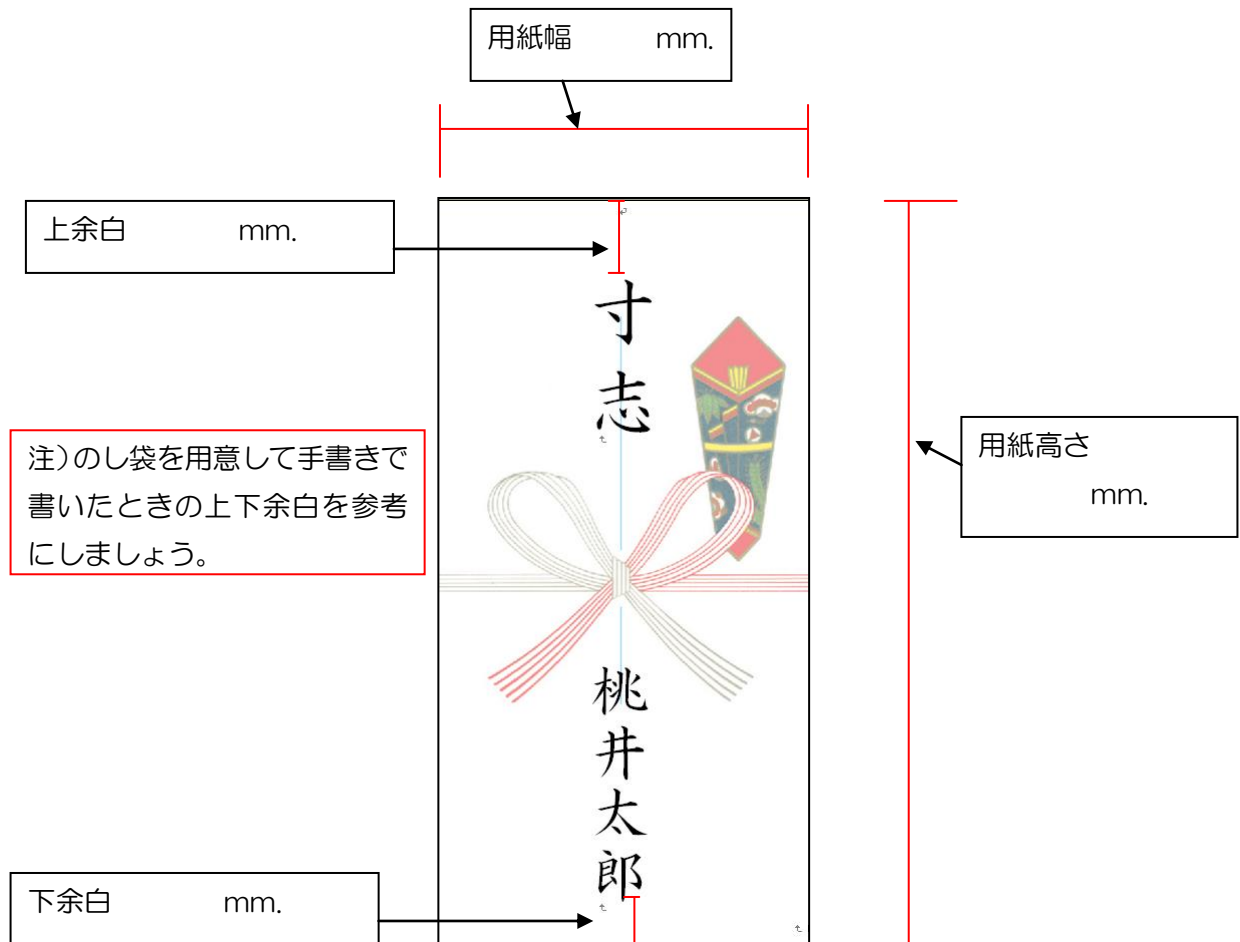 用紙幅 mm.
上余白 mm.
寸志
注)のし袋を用意して手書きで
書いたときの上下余白を参考
にしましょう。
用紙高さ
mm.
桃井太郎
下余白 mm.